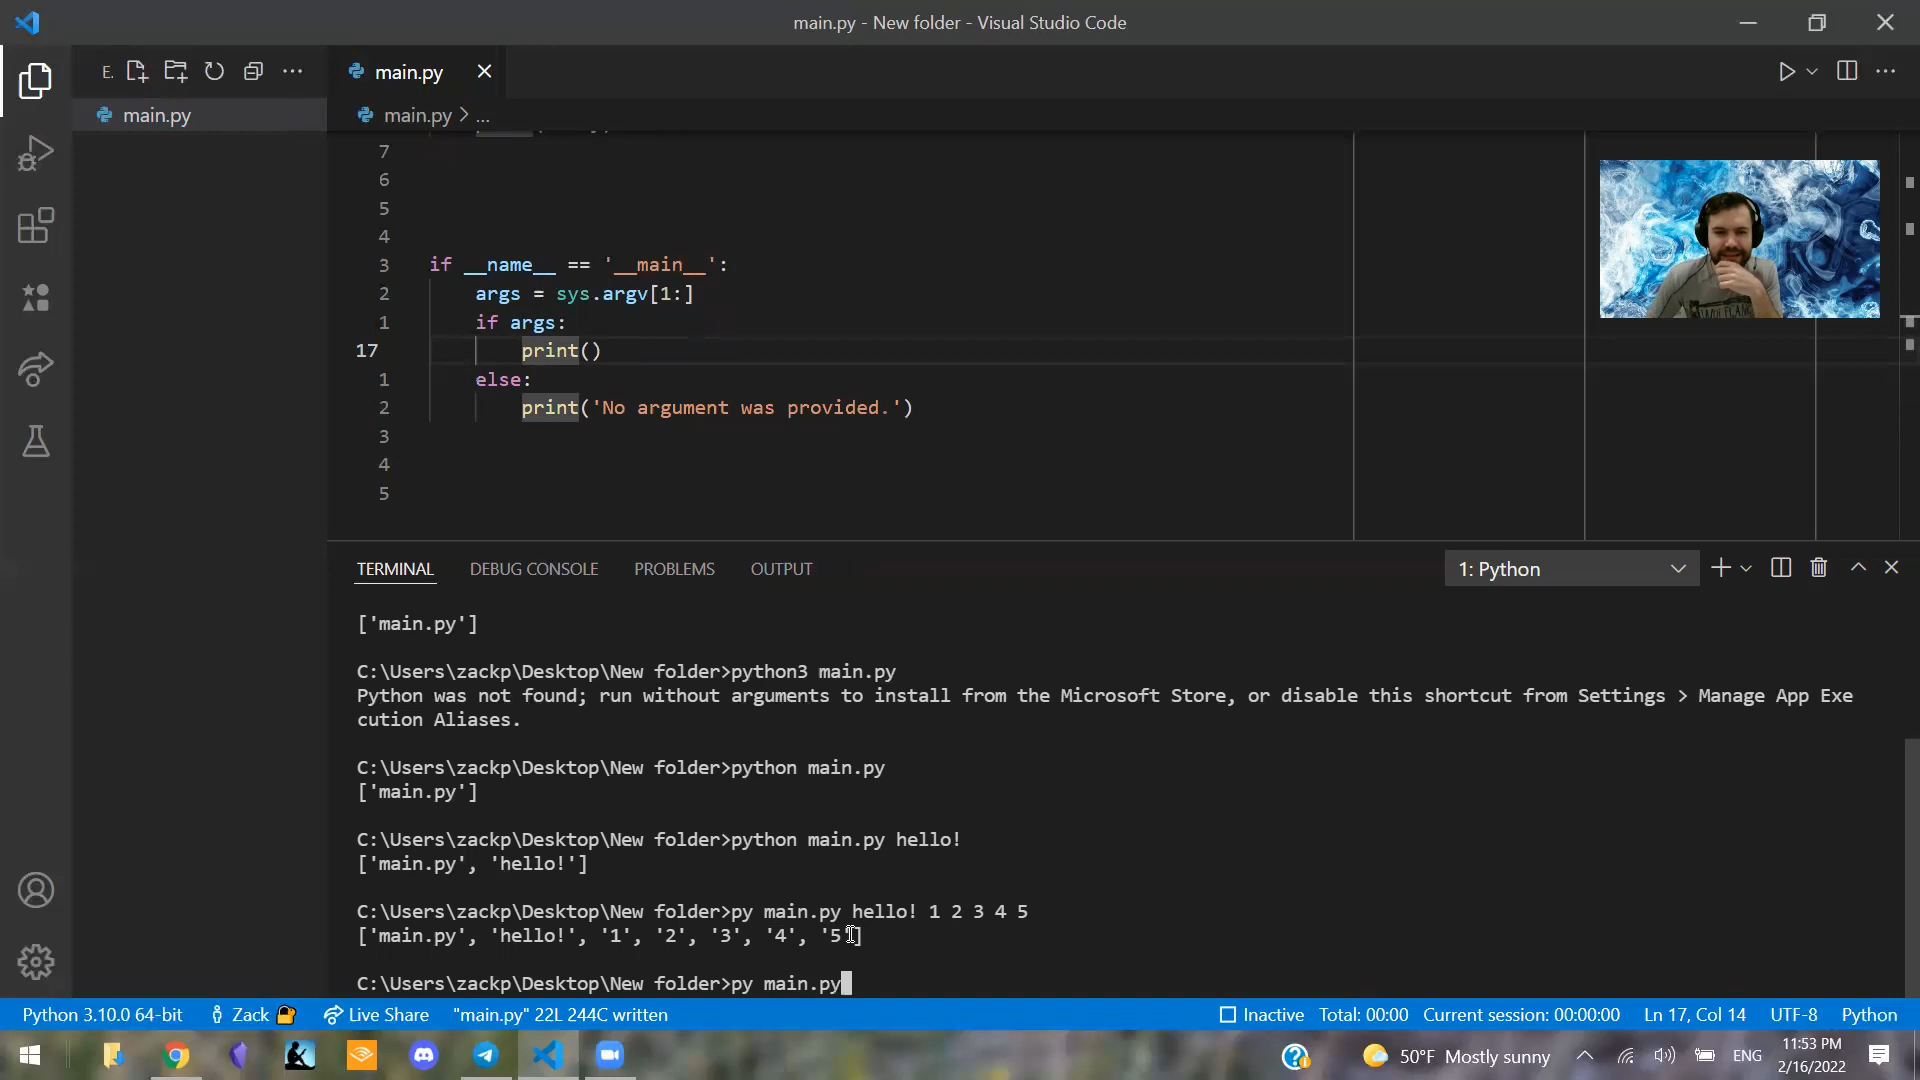 main.py - New folder - Visual Studio Code
E.
main.py
main.py
main.py > ...
7
6
5
4
3 if __name__ == '__main__':
2 args = sys.argv[1:]
1 if args:
17 print()
1 else:
2 print('No argument was provided.')
3
4
5
TERMINAL DEBUG CONSOLE PROBLEMS OUTPUT 1: Python
['main.py']
C:\Users\zackp\Desktop\New folder>python3 main.py
Python was not found; run without arguments to install from the Microsoft Store, or disable this shortcut from Settings > Manage App Exe
cution Aliases.
C:\Users\zackp\Desktop\New folder>python main.py
['main.py']
C:\Users\zackp\Desktop\New folder>python main.py hello!
['main.py', 'hello!']
C:\Users\zackp\Desktop\New folder>py main.py hello! 1 2 3 4 5
['main.py', 'hello!', '1', '2', '3', '4', '5']
C:\Users\zackp\Desktop\New folder>py main.py
Python 3.10.0 64-bit Zack Live Share "main.py" 22L 244C written Inactive Total: 00:00 Current session: 00:00:00 Ln 17, Col 14 UTF-8 Python
50°F Mostly sunny ENG 11:53 PM
2/16/2022